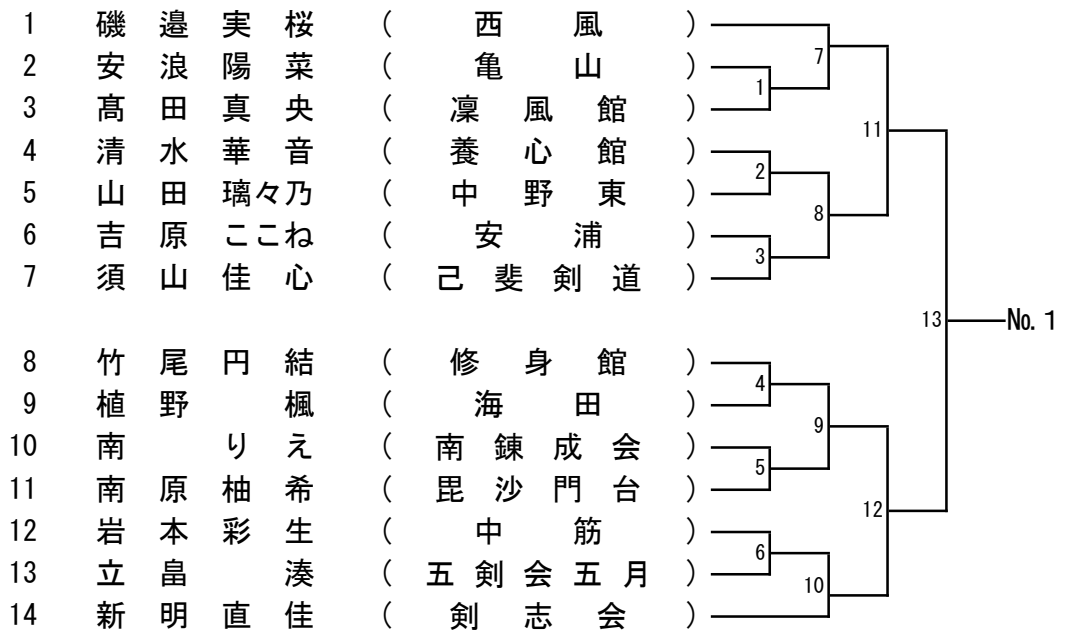 1 磯邉実桜 ( 西風 )
2 安浪陽菜 ( 亀山 )
3 髙田真央 ( 凜風館 )
4 清水華音 ( 養心館 )
5 山田璃々乃 ( 中野東 )
6 吉原ここね ( 安浦 )
7 須山佳心 ( 己斐剣道 )
8 竹尾円結 ( 修身館 )
9 植野楓 ( 海田 )
10 南りえ ( 南錬成会 )
11 南原柚希 ( 毘沙門台 )
12 岩本彩生 ( 中筋 )
13 立畠湊 ( 五剣会五月 )
14 新明直佳 ( 剣志会 )
1
2
3
4
5
6
7
8
9
10
11
12
13
№1